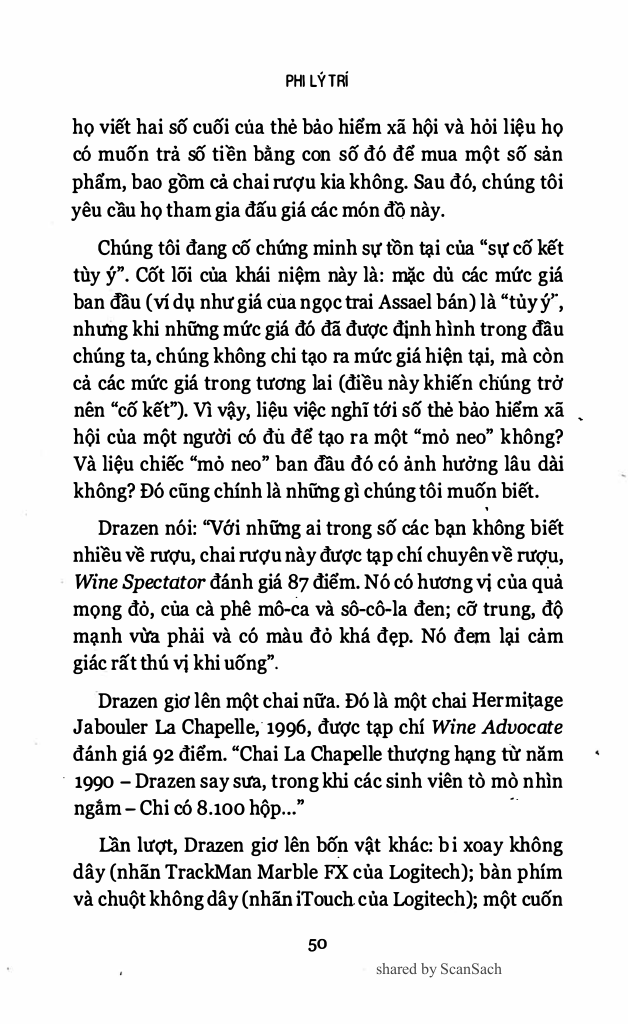 PHI LÝ TRÍ
họ viết hai số cuối của thẻ bảo hiểm xã hội và hỏi liệu họ
có muốn trả số tiền bằng con số đó để mua một số sản
phẩm, bao gồm cả chai rượu kia không. Sau đó, chúng tôi
yêu cầu họ tham gia đấu giá các món đồ này.
Chúng tôi đang cố chứng minh sự tồn tại của “sự cố kết
tùy ý”. Cốt lõi của khái niệm này là: mặc dù các mức giá
ban đầu (ví dụ như giá của ngọc trai Assael bán) là “tùy ý”,
nhưng khi những mức giá đó đã được định hình trong đầu
chúng ta, chúng không chỉ tạo ra mức giá hiện tại, mà còn
cả các mức giá trong tương lai (điều này khiến chúng trở
nên “cố kết”). Vì vậy, liệu việc nghĩ tới số thẻ bảo hiểm xã
hội của một người có đủ để tạo ra một “mỏ neo” không?
Và liệu chiếc “mỏ neo” ban đầu đó có ảnh hưởng lâu dài
không? Đó cũng chính là những gì chúng tôi muốn biết.
Drazen nói: “Với những ai trong số các bạn không biết
nhiều về rượu, chai rượu này được tạp chí chuyên về rượu,
Wine Spectator đánh giá 87 điểm. Nó có hương vị của quả
mọng đỏ, của cà phê mô-ca và sô-cô-la đen; cỡ trung, độ
mạnh vừa phải và có màu đỏ khá đẹp. Nó đem lại cảm
giác rất thú vị khi uống”.
Drazen giơ lên một chai nữa. Đó là một chai Hermitage
Jabouler La Chapelle, 1996, được tạp chí Wine Advocate
đánh giá 92 điểm. “Chai La Chapelle thượng hạng từ năm
1990 – Drazen say sưa, trong khi các sinh viên tò mò nhìn
ngắm – Chỉ có 8.100 hộp...”
Lần lượt, Drazen giơ lên bốn vật khác: bi xoay không
dây (nhãn TrackMan Marble FX của Logitech); bàn phím
và chuột không dây (nhãn iTouch của Logitech); một cuốn
50
shared by ScanSach